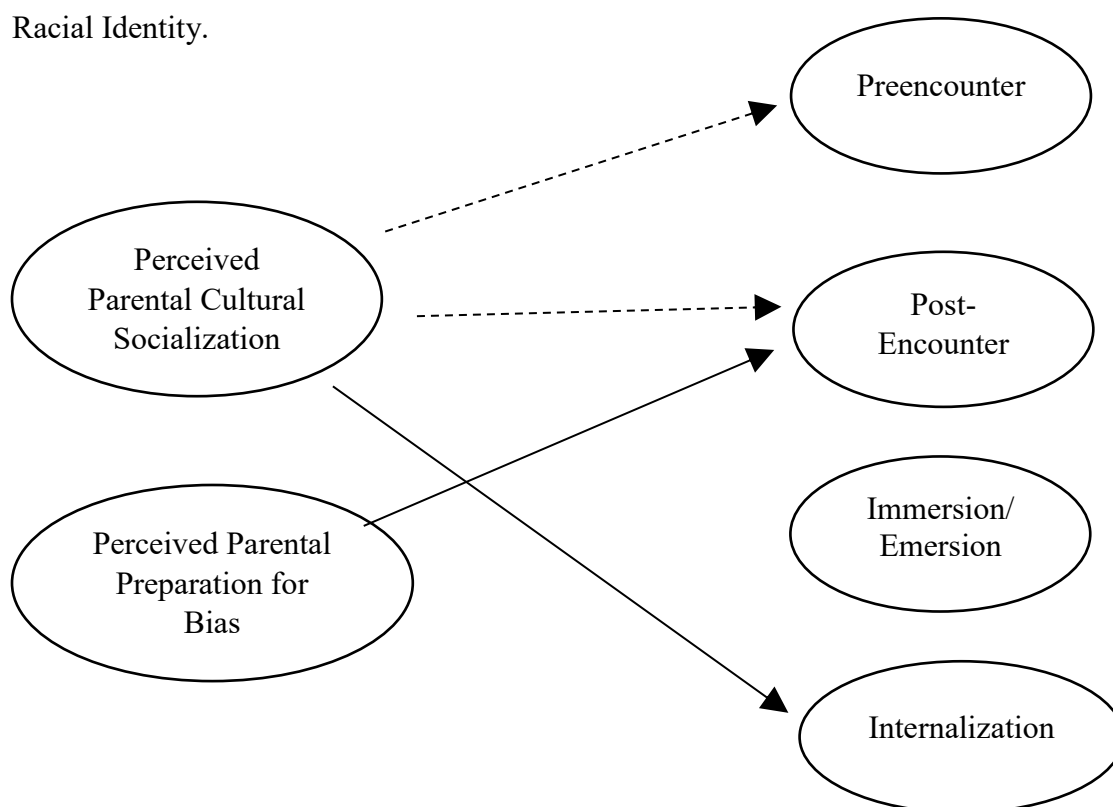 Racial Identity.
Preencounter
Perceived
Parental Cultural
Socialization
Post-
Encounter
Perceived Parental
Preparation for
Bias
Immersion/
Emersion
Internalization